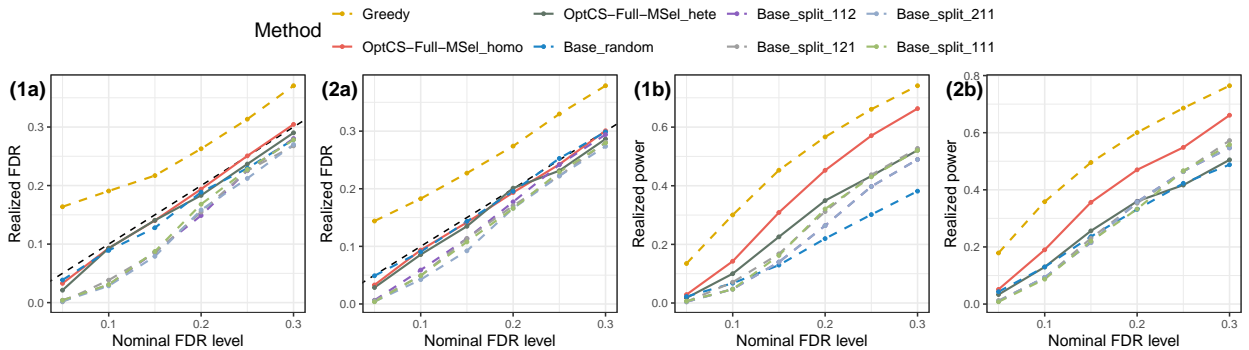 Method
Greedy
OptCS−Full−MSel_hete
Base_split_112
Base_split_211
OptCS−Full−MSel_homo
Base_random
Base_split_121
Base_split_111
(1a)
(2a)
(1b)
(2b)
Realized FDR
0.3
0.2
0.1
0.0
0.1
0.2
0.3
Nominal FDR level
Realized FDR
0.3
0.2
0.1
0.0
0.1
0.2
0.3
Nominal FDR level
Realized power
0.6
0.4
0.2
0.0
0.1
0.2
0.3
Nominal FDR level
Realized power
0.8
0.6
0.4
0.2
0.0
0.1
0.2
0.3
Nominal FDR level